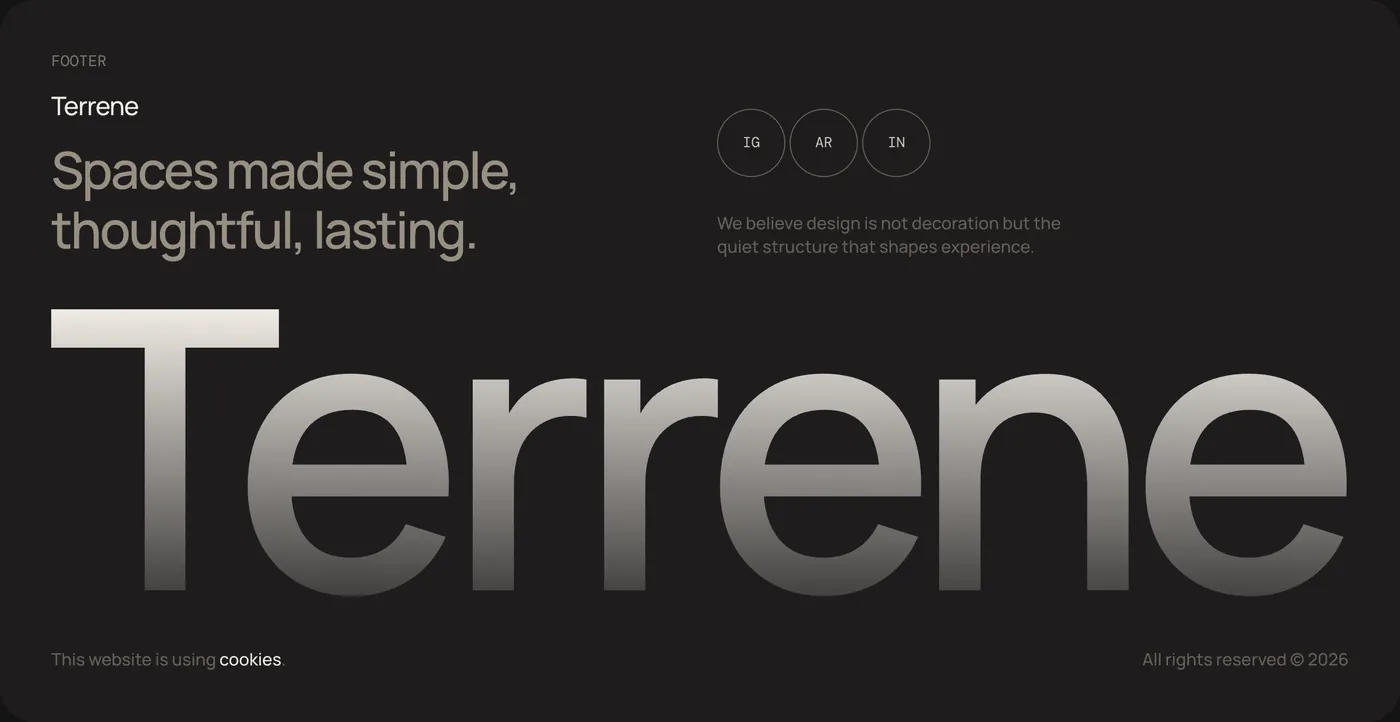 FOOTER
Terrene
Spaces made simple,
thoughtful, lasting.
IG AR IN
We believe design is not decoration but the
quiet structure that shapes experience.
Terrene
This website is using cookies.
All rights reserved © 2026